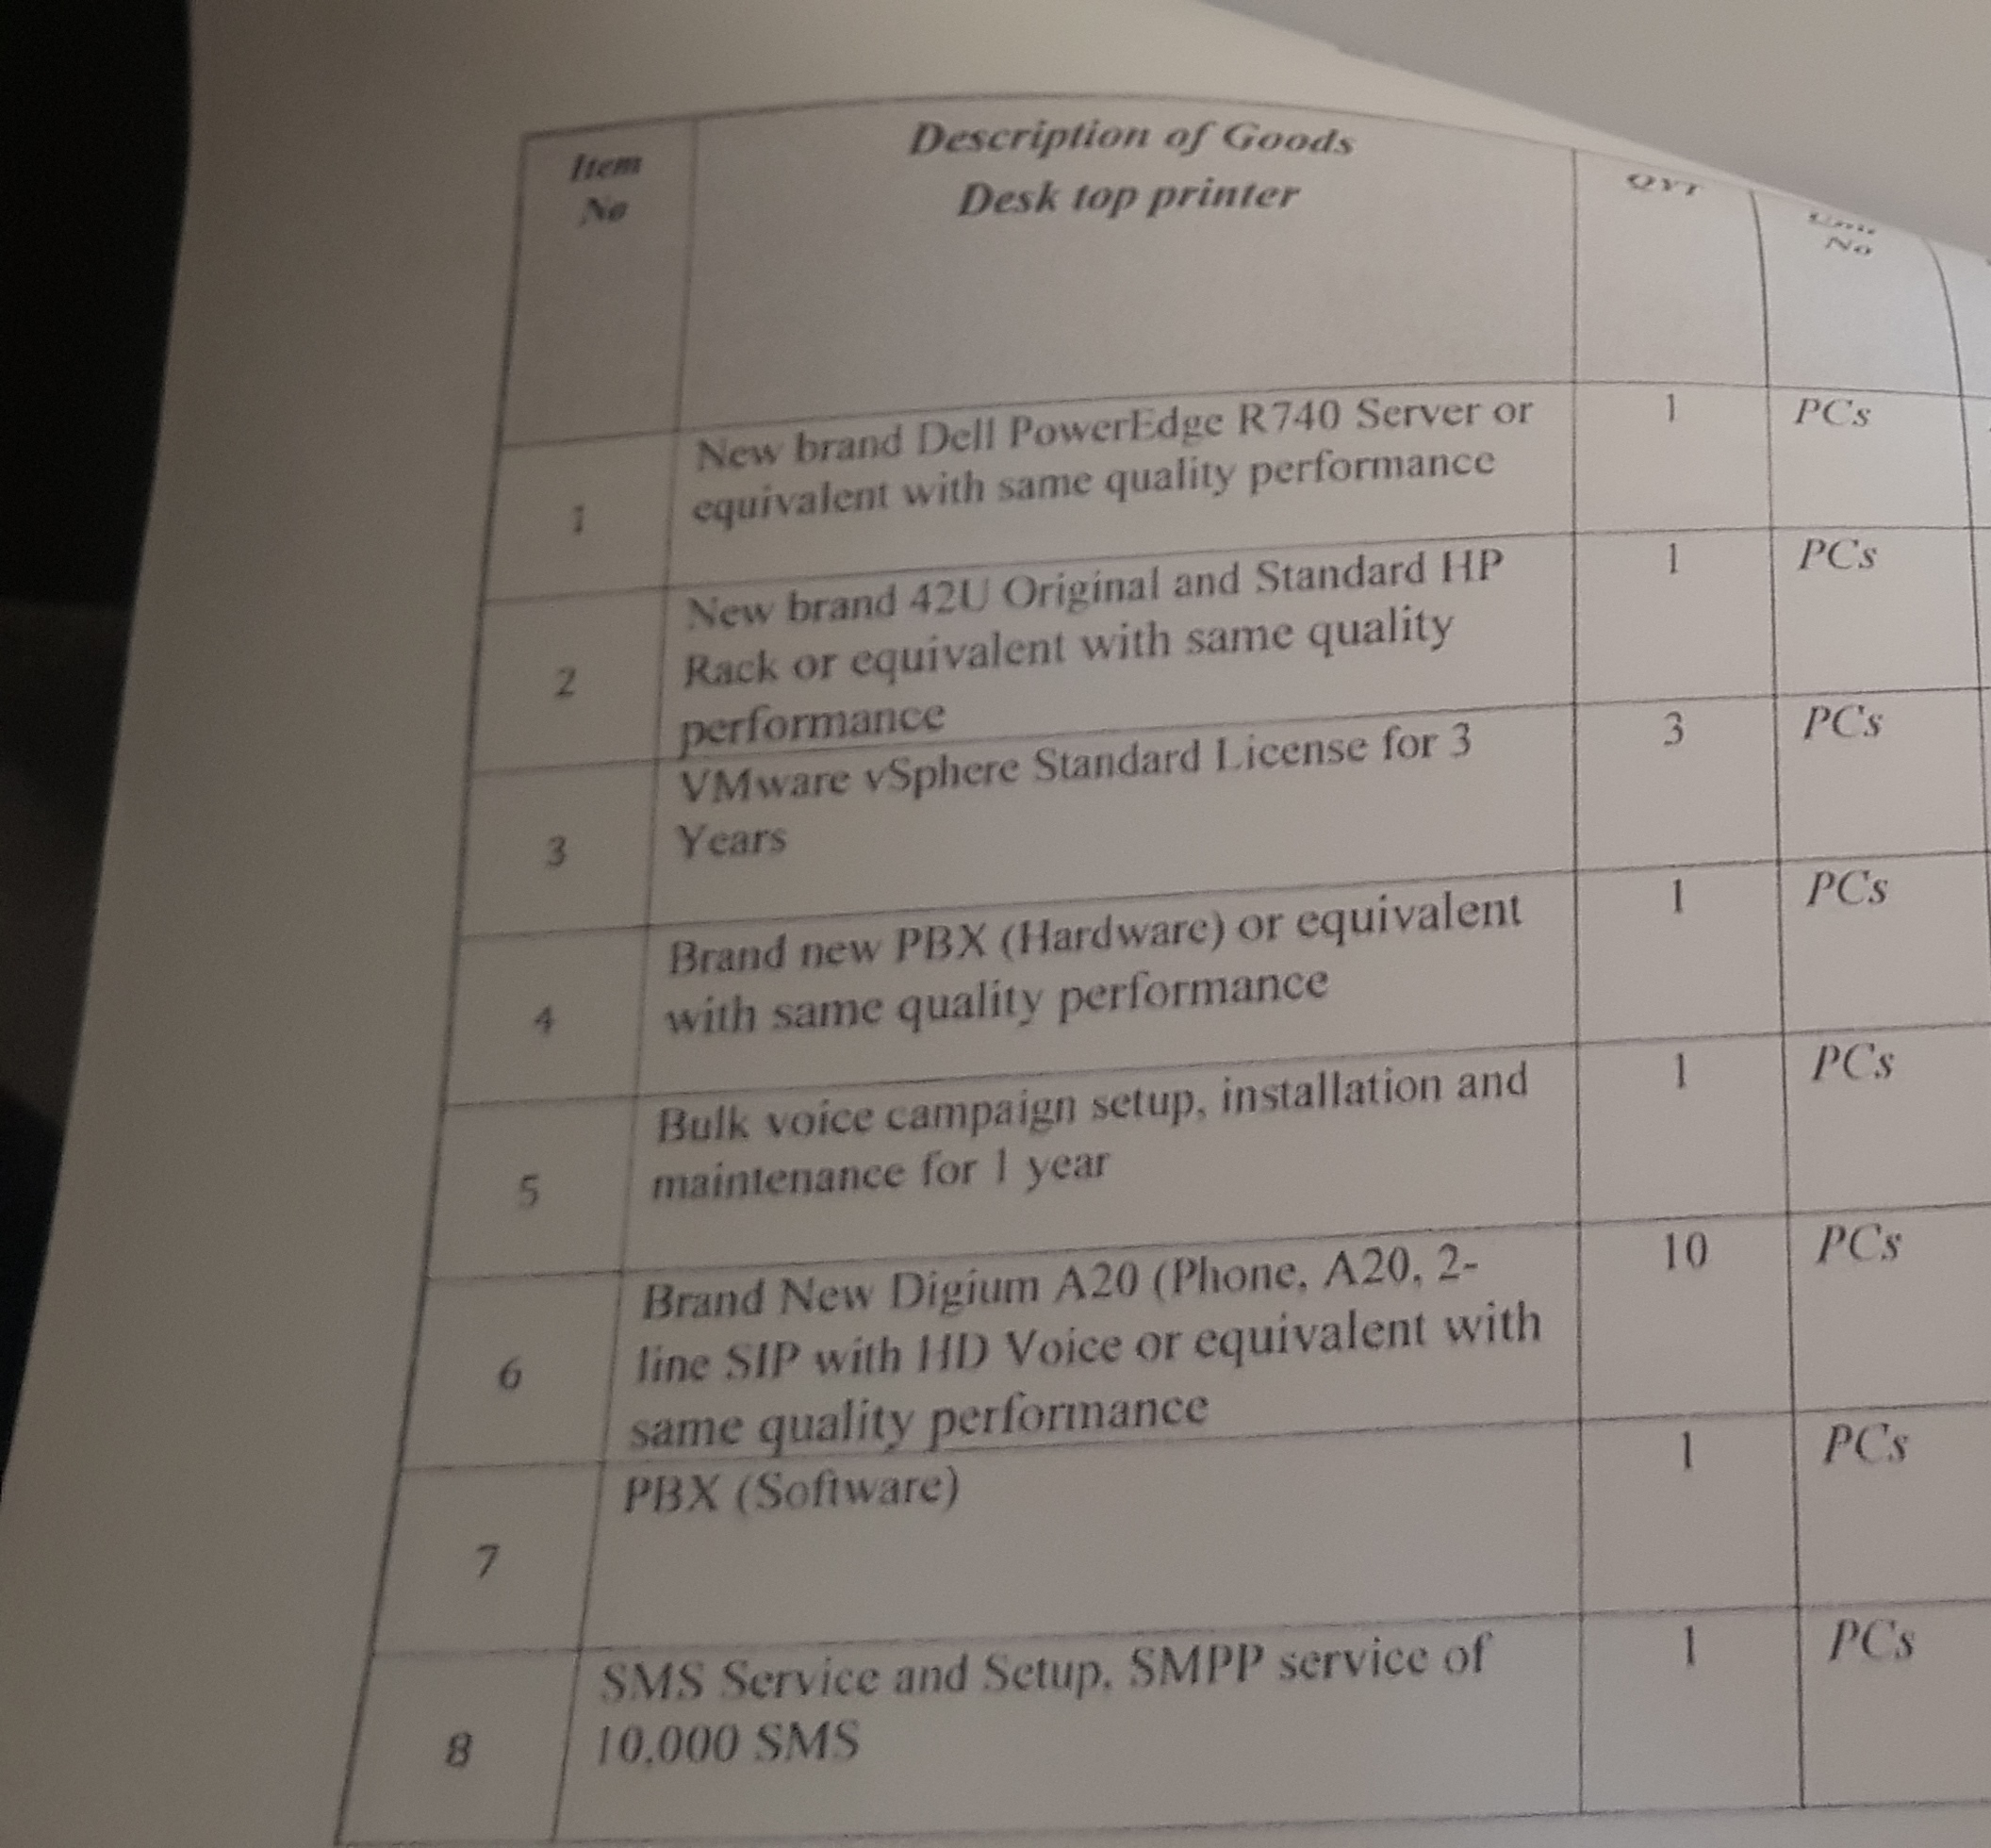 Item No
Description of Goods
Desk top printer
QYT
No
1
New brand Dell PowerEdge R740 Server or
equivalent with same quality performance
1
PCs
2
New brand 42U Original and Standard HP
Rack or equivalent with same quality
performance
1
PCs
3
VMware vSphere Standard License for 3
Years
3
PCs
4
Brand new PBX (Hardware) or equivalent
with same quality performance
1
PCs
5
Bulk voice campaign setup, installation and
maintenance for 1 year
1
PCs
6
Brand New Digium A20 (Phone, A20, 2-
line SIP with HD Voice or equivalent with
same quality performance
10
PCs
7
PBX (Software)
1
PCs
8
SMS Service and Setup, SMPP service of
10,000 SMS
1
PCs